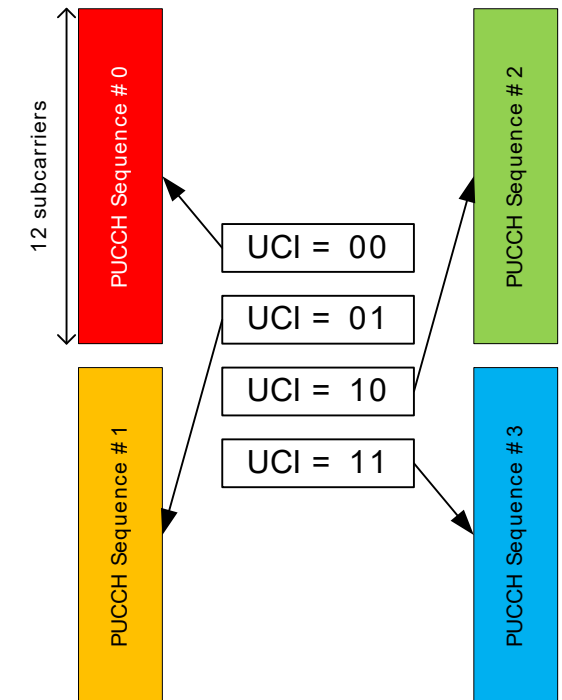 12 subcarriers
PUCCH Sequence # 0
PUCCH Sequence # 2
UCI = 00
UCI = 01
UCI = 10
UCI = 11
PUCCH Sequence # 1
PUCCH Sequence # 3